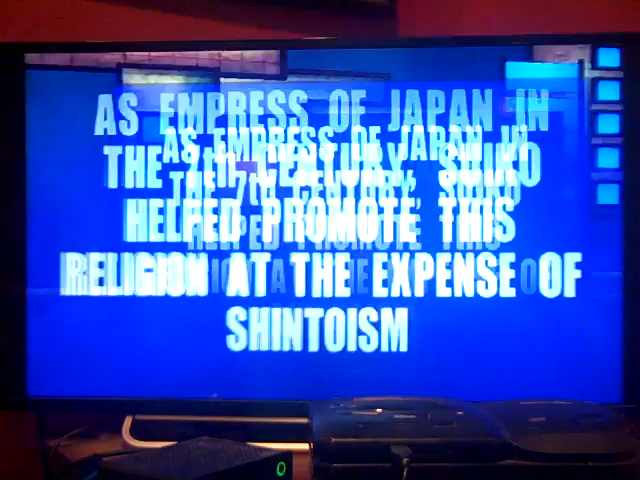 AS EMPRESS OF JAPAN IN
THE 7TH CENTURY, SUIKO
HELPED PROMOTE THIS
RELIGION AT THE EXPENSE OF
SHINTOISM